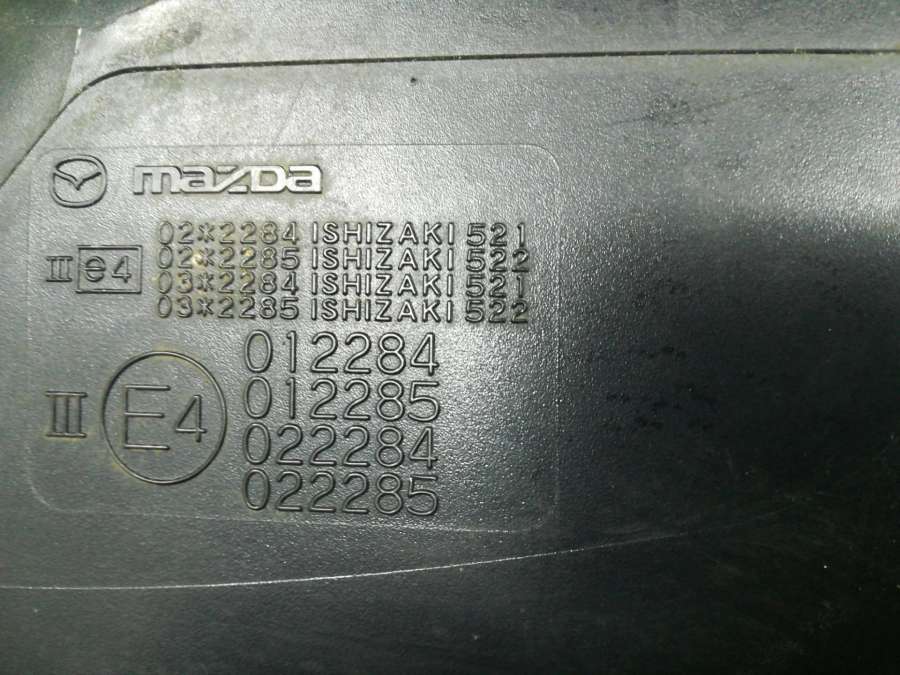 mazda
02*2284 ISHIZAKI 521
02*2285 ISHIZAKI 522
III e4
03*2284 ISHIZAKI 521
03*2285 ISHIZAKI 522
012284
012285
III E4
022284
022285